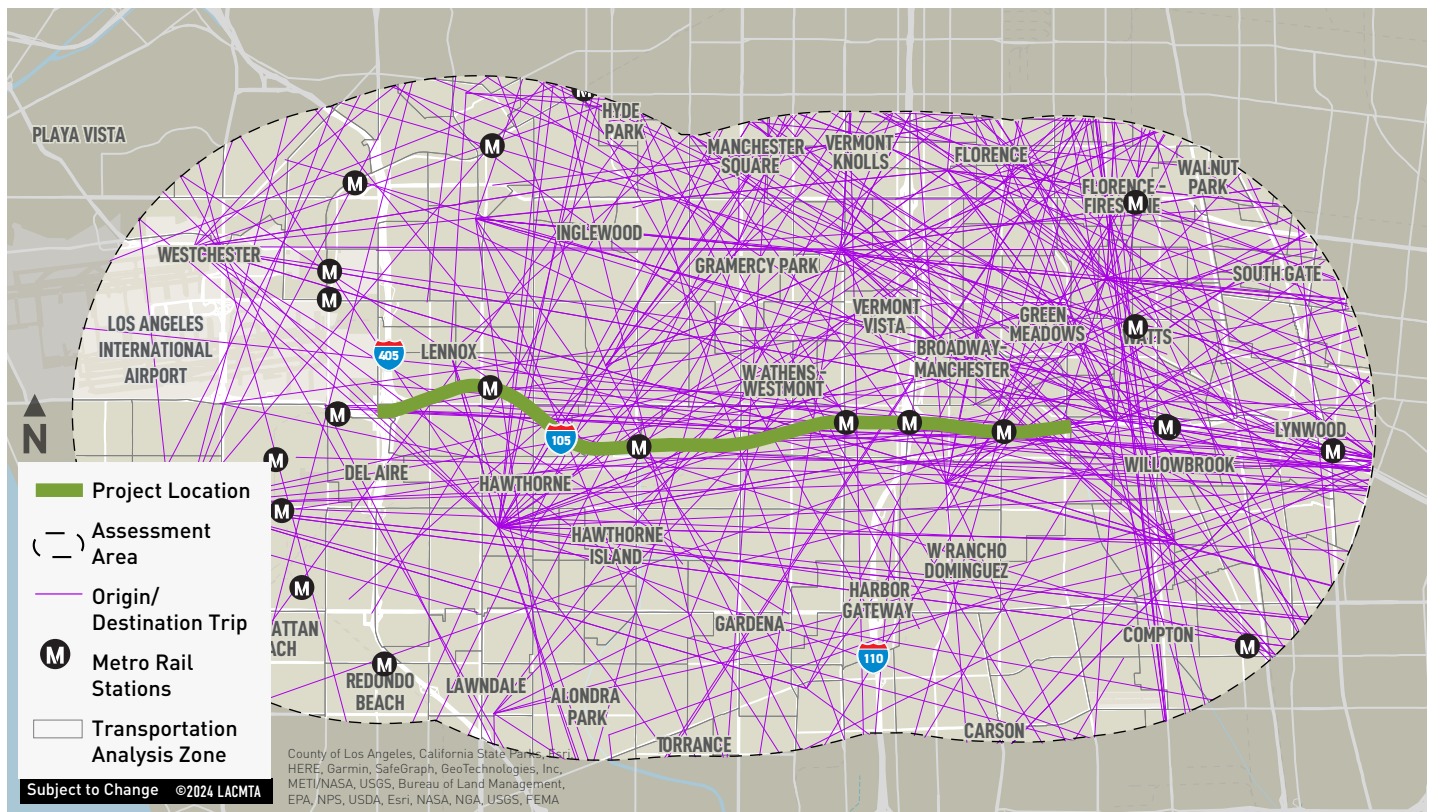 M
HYDE
PARK
PLAYA VISTA
M
MANCHESTER
SQUARE
VERMONT
KNOLLS
FLORENCE
WALNUT
PARK
M
FLORENCE –
M
WESTCHESTER
INGLEWOOD
GRAMERCY PARK
M
M
SOUTH GATE
LOS ANGELES
INTERNATIONAL
AIRPORT
VERMONT
VISTA
GREEN
MEADOWS
M
405
LENNOX
BROADWAY-
MANCHESTER
W ATHENS -
WESTMONT
M
M
N
105
M
M
M
M
M
LYNWOOD
M
M
DEL AIRE
HAWTHORNE
WILLOWBROOK
M
HAWTHORNE
ISLAND
W RANCHO
DOMINGUEZ
M
HARBOR
GATEWAY
GARDENA
COMPTON
M
110
M
REDONDO
BEACH
LAWNDALE
ALONDRA
PARK
TORRANCE
CARSON
Project Location
Assessment
Area
Origin/
Destination Trip
M
Metro Rail
Stations
Transportation
Analysis Zone
Subject to Change ©2024 LACMTA
County of Los Angeles, California State Parks, Esri,
HERE, Garmin, SafeGraph, GeoTechnologies, Inc,
METI/NASA, USGS, Bureau of Land Management,
EPA, NPS, USDA, Esri, NASA, NGA, USGS, FEMA